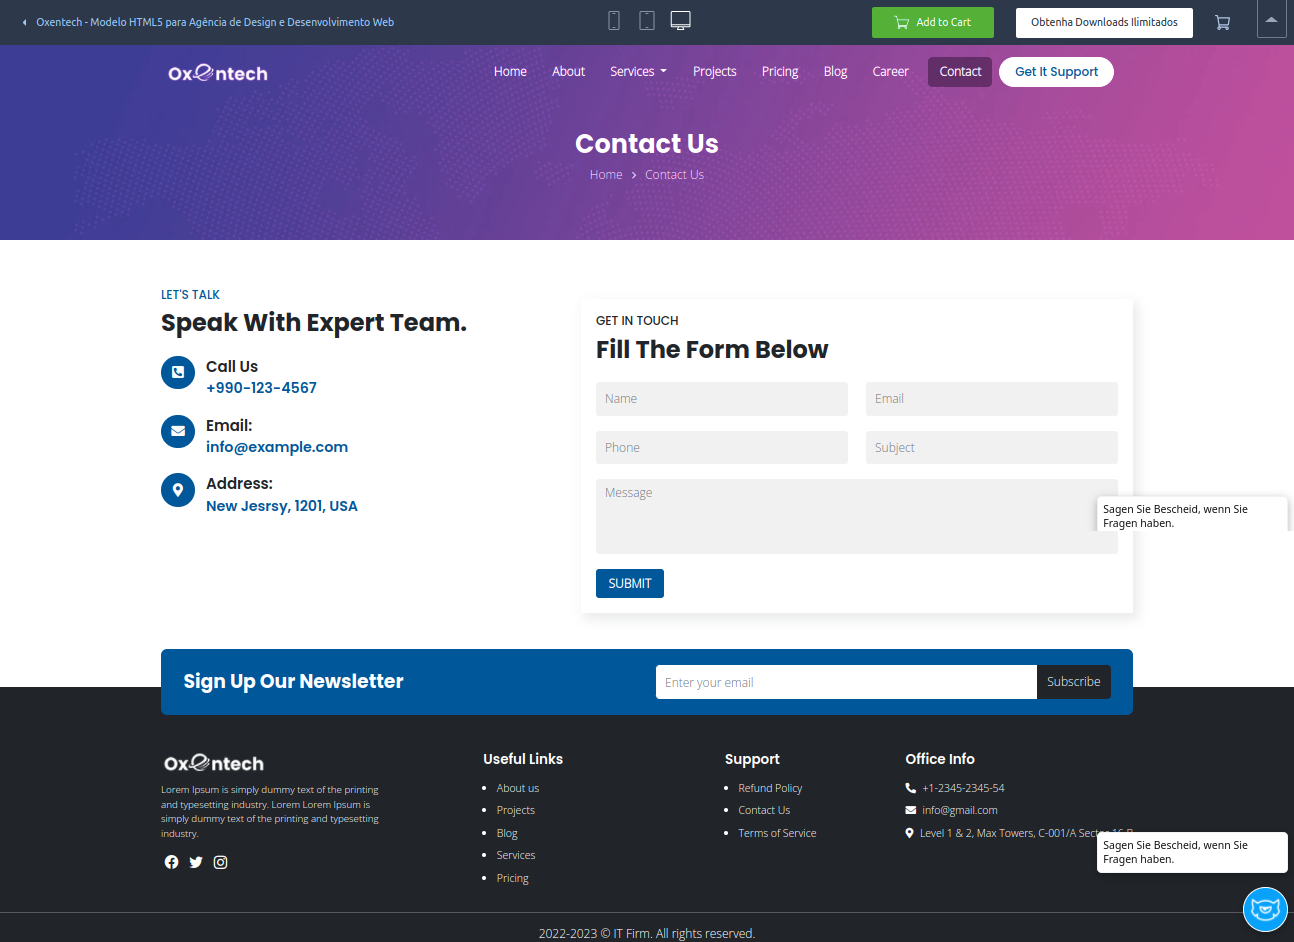 Oxentech - Modelo HTML5 para Agência de Design e Desenvolvimento Web
Add to Cart
Obtenha Downloads Ilimitados
Oxentech
Home
About
Services
Projects
Pricing
Blog
Career
Contact
Get It Support
Contact Us
Home
Contact Us
LET'S TALK
Speak With Expert Team.
Call Us
+990-123-4567
Email:
info@example.com
Address:
New Jesrsy, 1201, USA
GET IN TOUCH
Fill The Form Below
Name
Email
Phone
Subject
Message
SUBMIT
Sagen Sie Bescheid, wenn Sie
Fragen haben.
Sign Up Our Newsletter
Enter your email
Subscribe
Oxentech
Lorem Ipsum is simply dummy text of the printing
and typesetting industry. Lorem Lorem Ipsum is
simply dummy text of the printing and typesetting
industry.
Useful Links
About us
Projects
Blog
Services
Pricing
Support
Refund Policy
Contact Us
Terms of Service
Office Info
+1-2345-2345-54
info@gmail.com
Level 1 & 2, Max Towers, C-001/A
Sagen Sie Bescheid, wenn Sie
Fragen haben.
2022-2023 © IT Firm. All rights reserved.